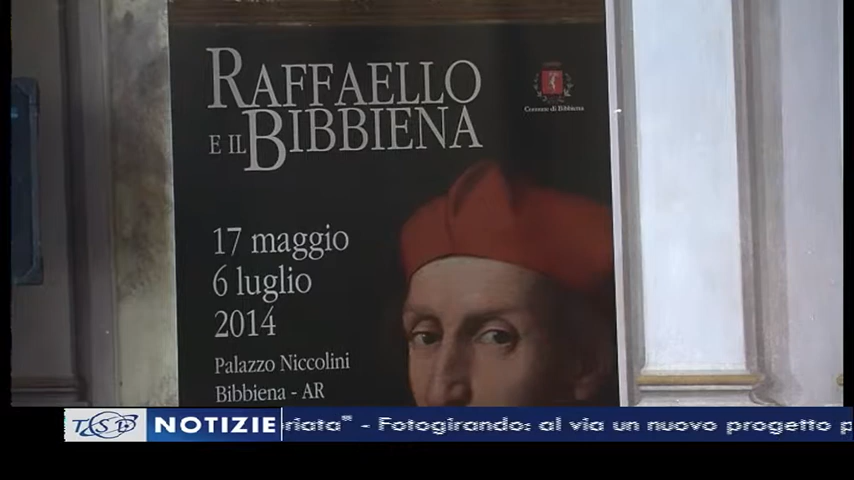 RAFFAELLO
E IL BIBBIENA
Comune di Bibbiena
17 maggio
6 luglio
2014
Palazzo Niccolini
Bibbiena - AR
TSD NOTIZIE riata" - Fotogirando: al via un nuovo progetto p